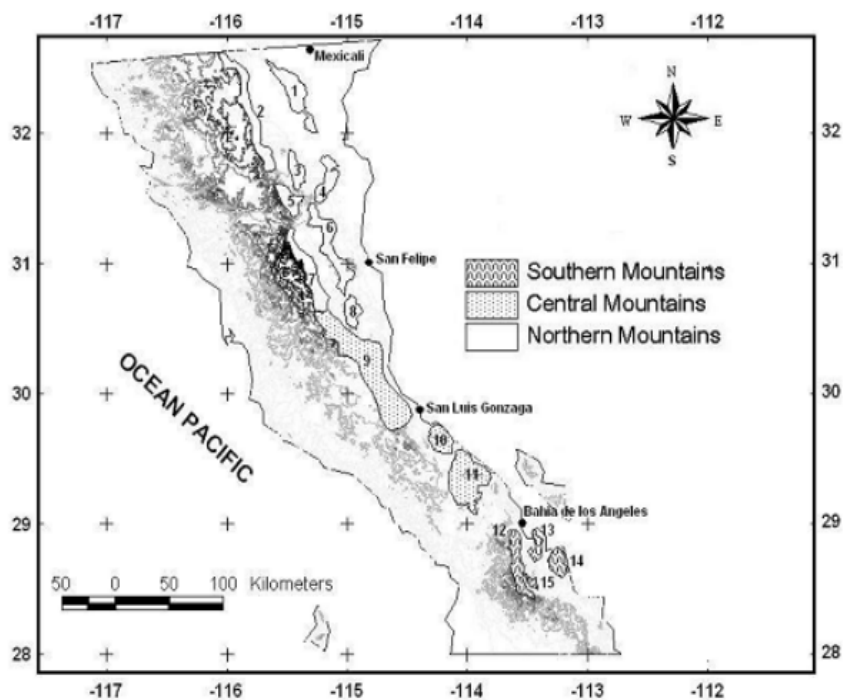 -117 -116 -115 -114 -113 -112
Mexicali
1
2
N
W E
S
32 32
3
4
5
6
31 San Felipe 31
7
8
Southern Mountains
Central Mountains
Northern Mountains
9
OCEAN PACIFIC
30 San Luis Gonzaga 30
10
11
29 Bahia de los Angeles 29
12 13
14
15
50 0 50 100 Kilometers
28 28
-117 -116 -115 -114 -113 -112